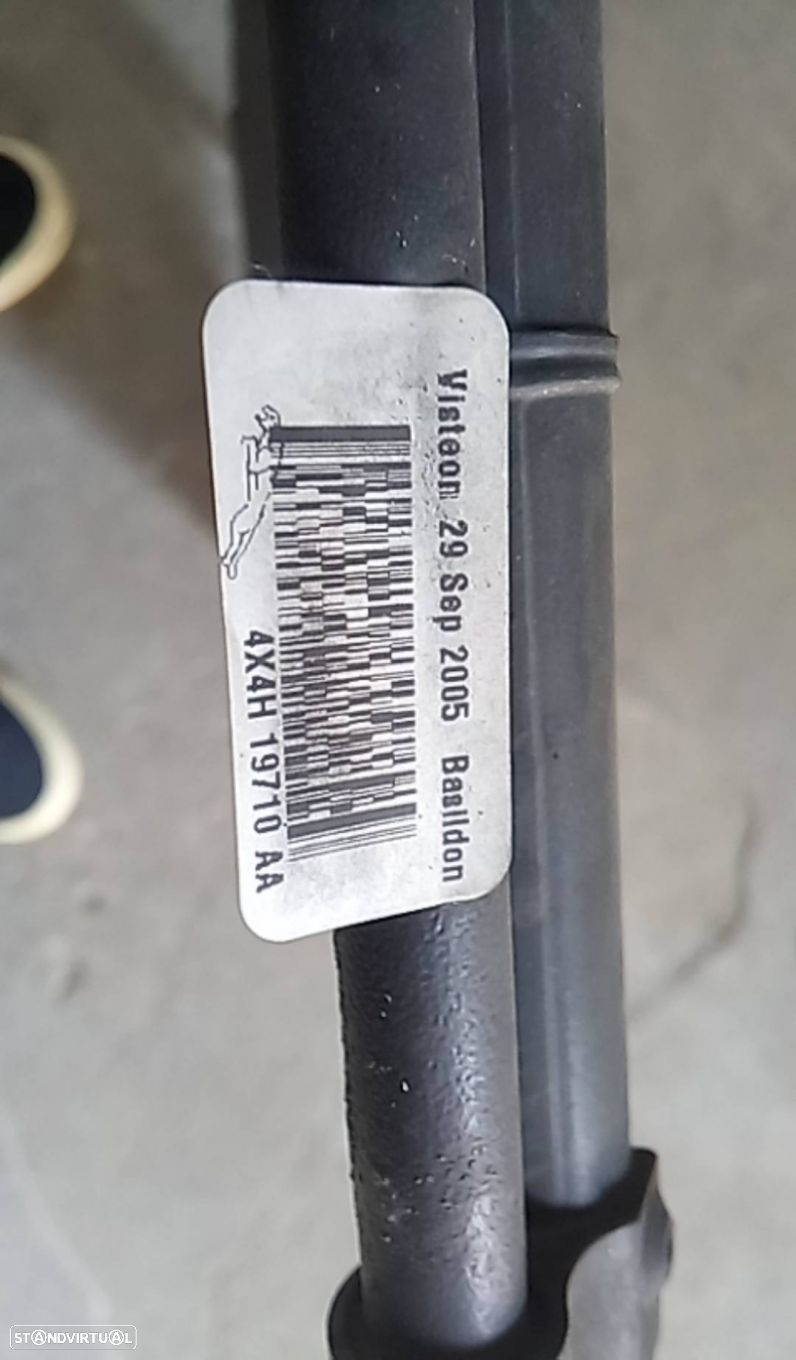 Visteon 29 Sep 2005 Basildon
4X4H 19710 AA
STANDVIRTUAL